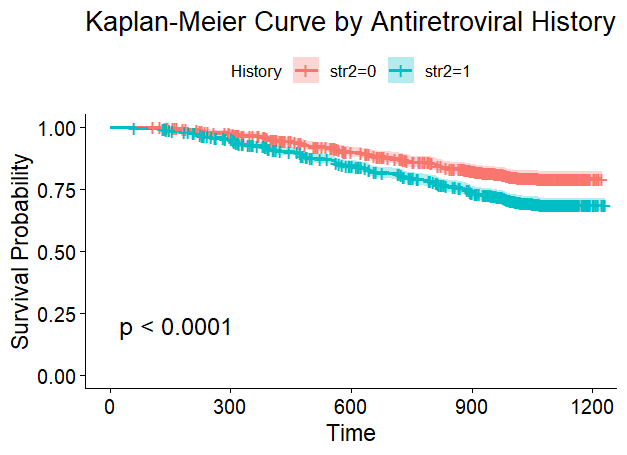 Kaplan-Meier Curve by Antiretroviral History
History str2=0 str2=1
Survival Probability
1.00
0.75
0.50
0.25
0.00
p < 0.0001
0 300 600 900 1200
Time